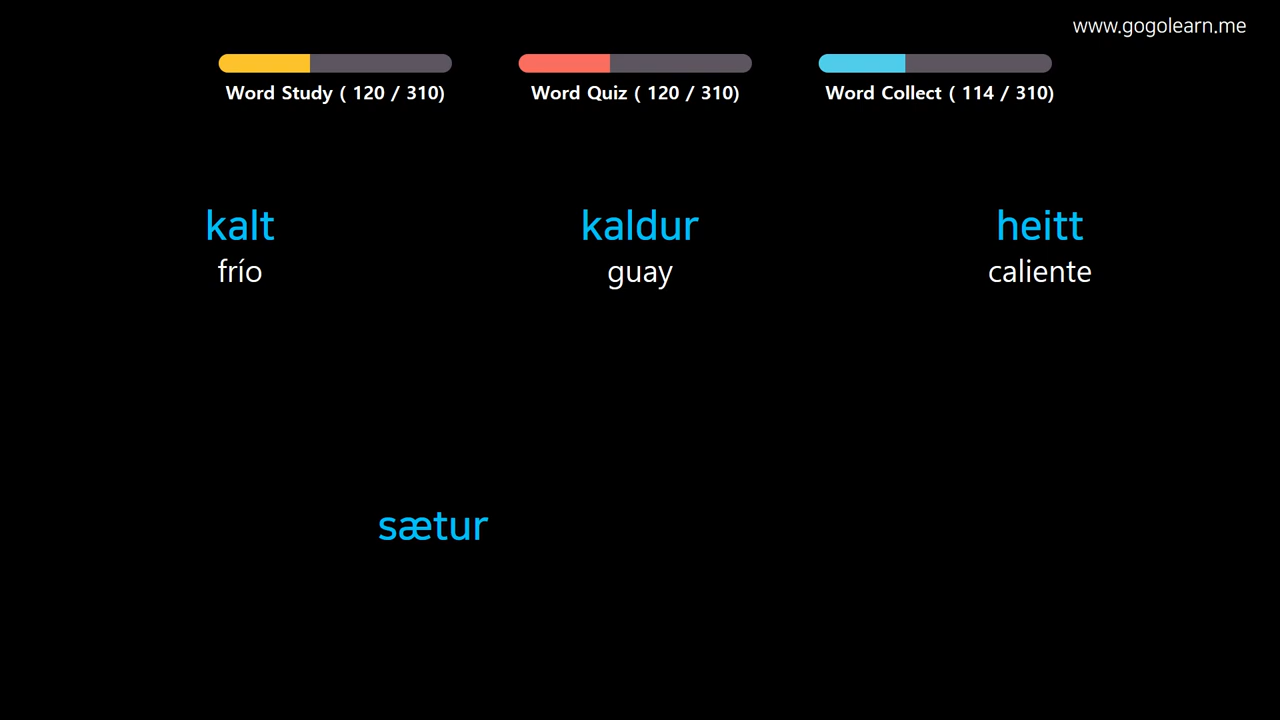 www.gogolearn.me
Word Study ( 120 / 310) Word Quiz ( 120 / 310) Word Collect ( 114 / 310)
kalt kaldur heitt
frío guay caliente
sætur